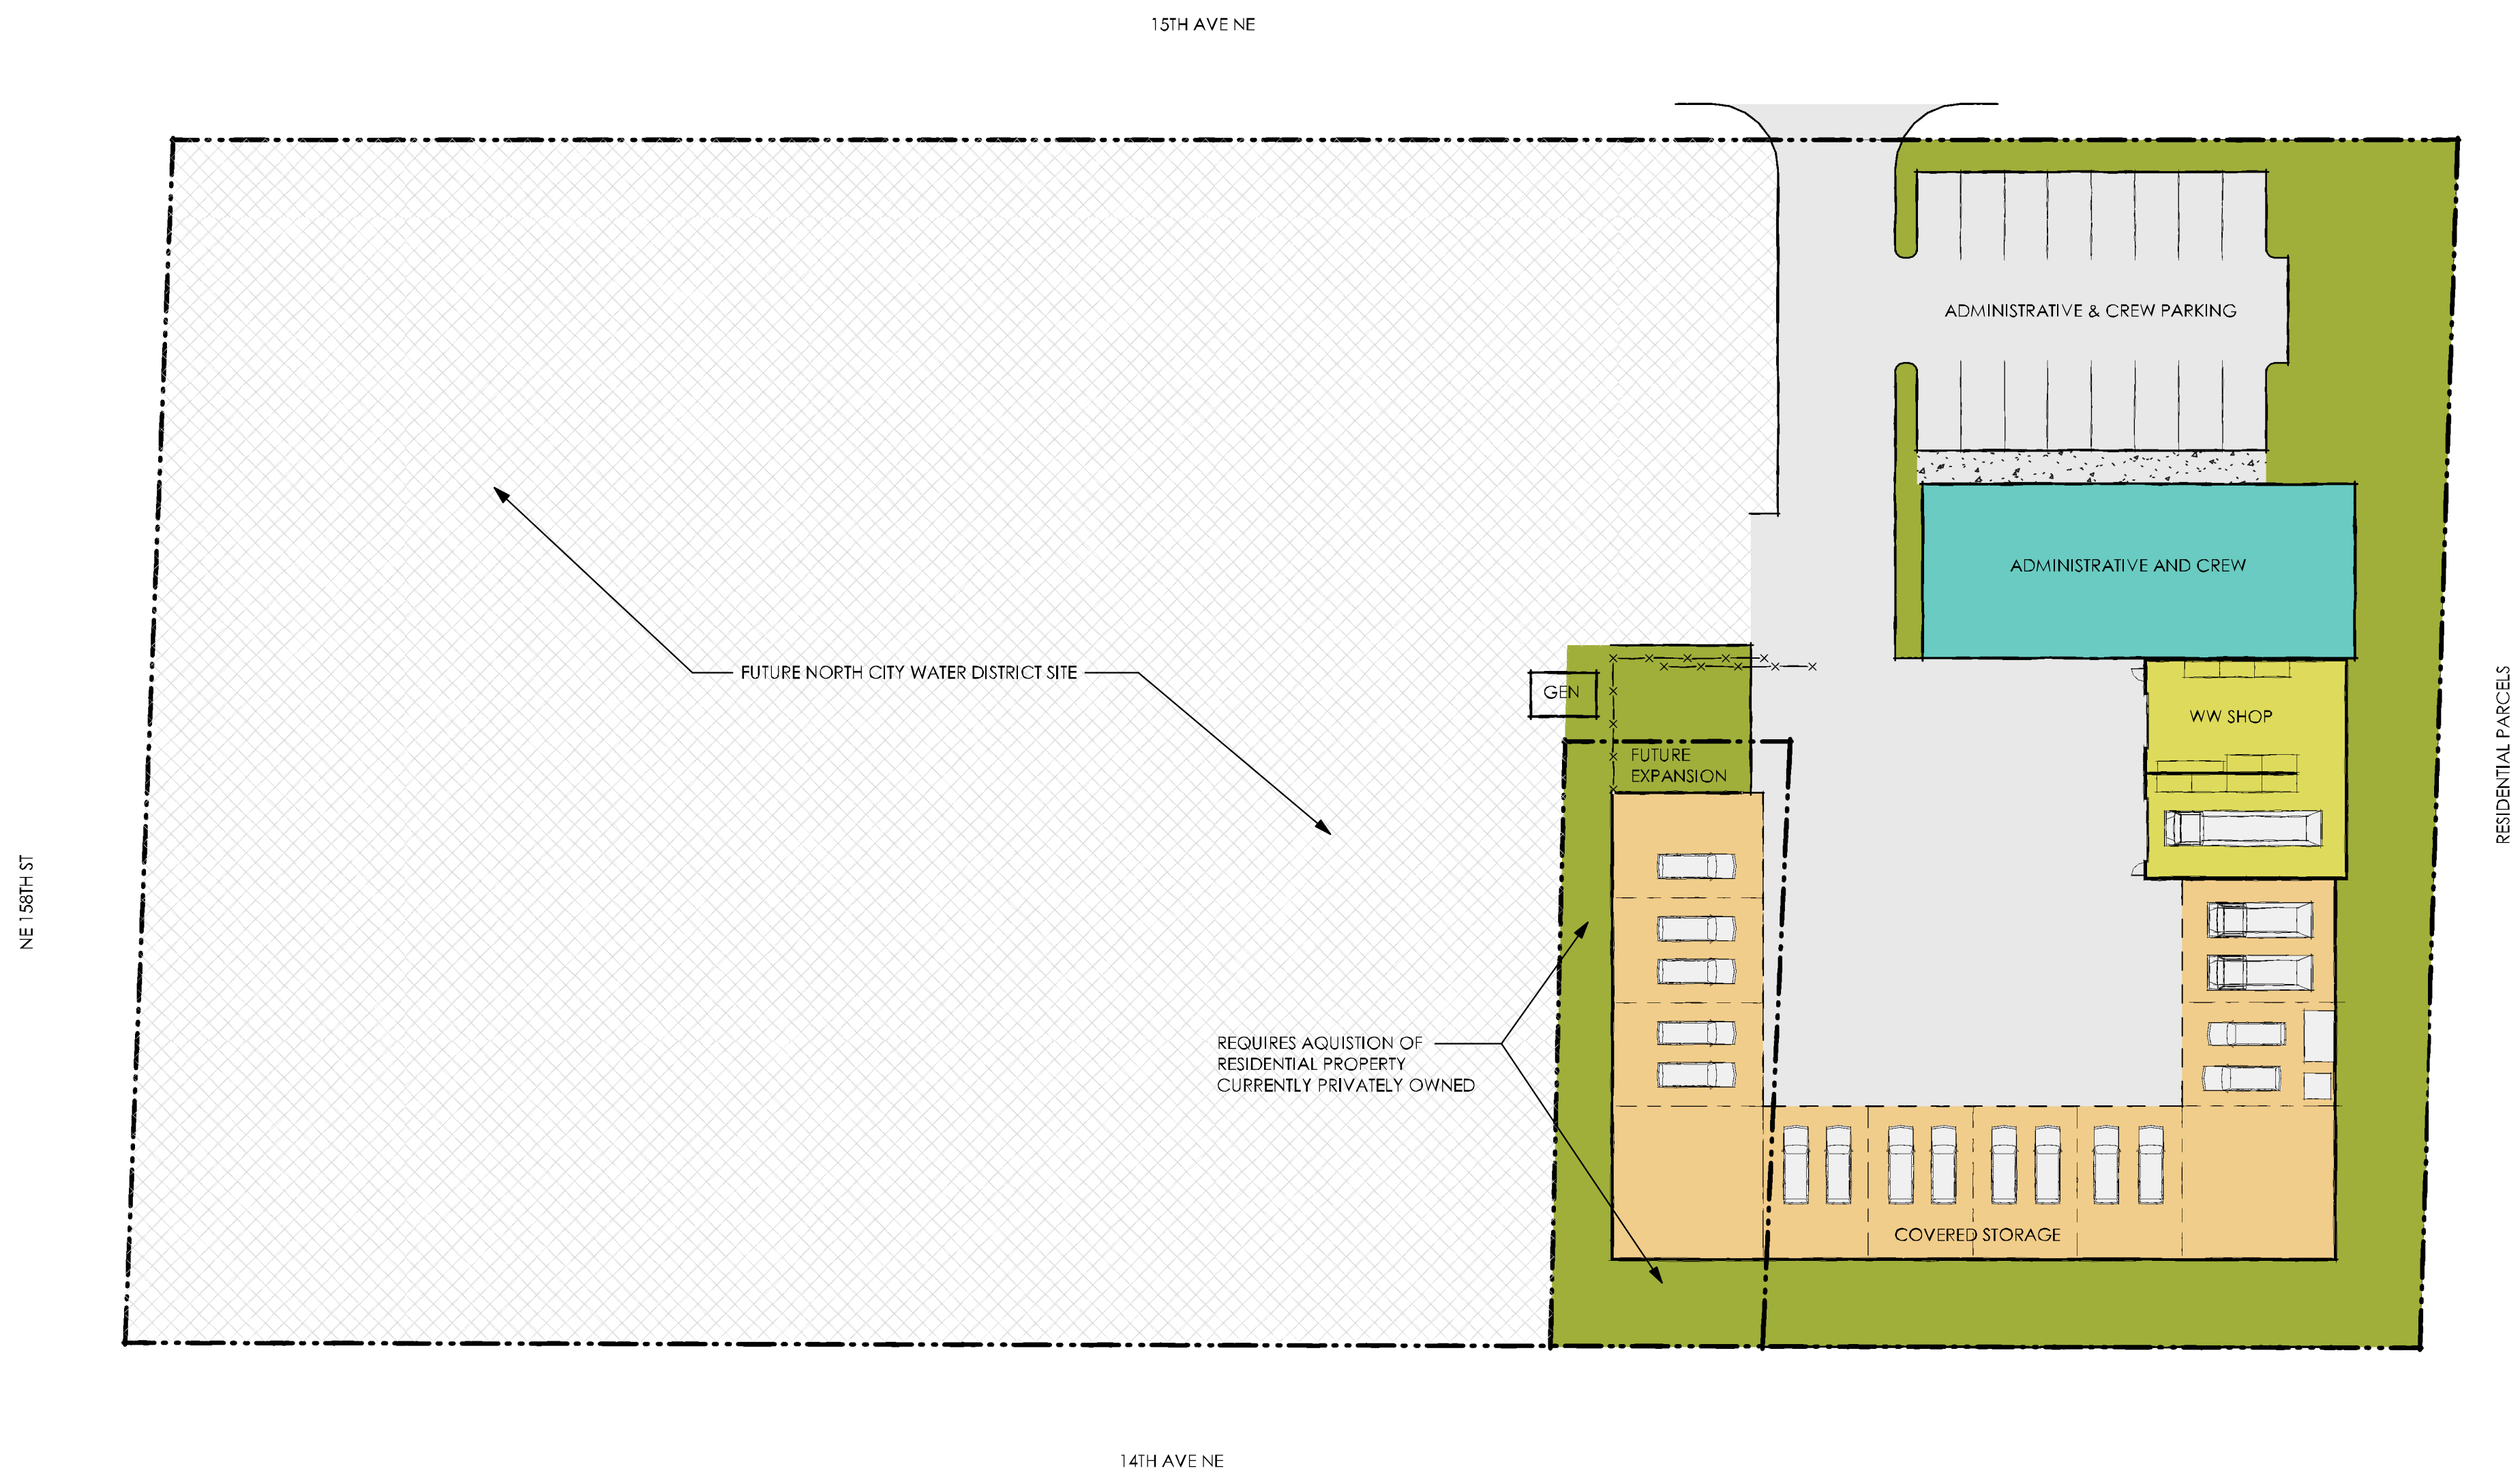 15TH AVE NE
ADMINISTRATIVE & CREW PARKING
ADMINISTRATIVE AND CREW
FUTURE NORTH CITY WATER DISTRICT SITE
GEN
WW SHOP
FUTURE
EXPANSION
RESIDENTIAL PARCELS
NE 158TH ST
REQUIRES AQUISTION OF
RESIDENTIAL PROPERTY
CURRENTLY PRIVATELY OWNED
COVERED STORAGE
14TH AVE NE